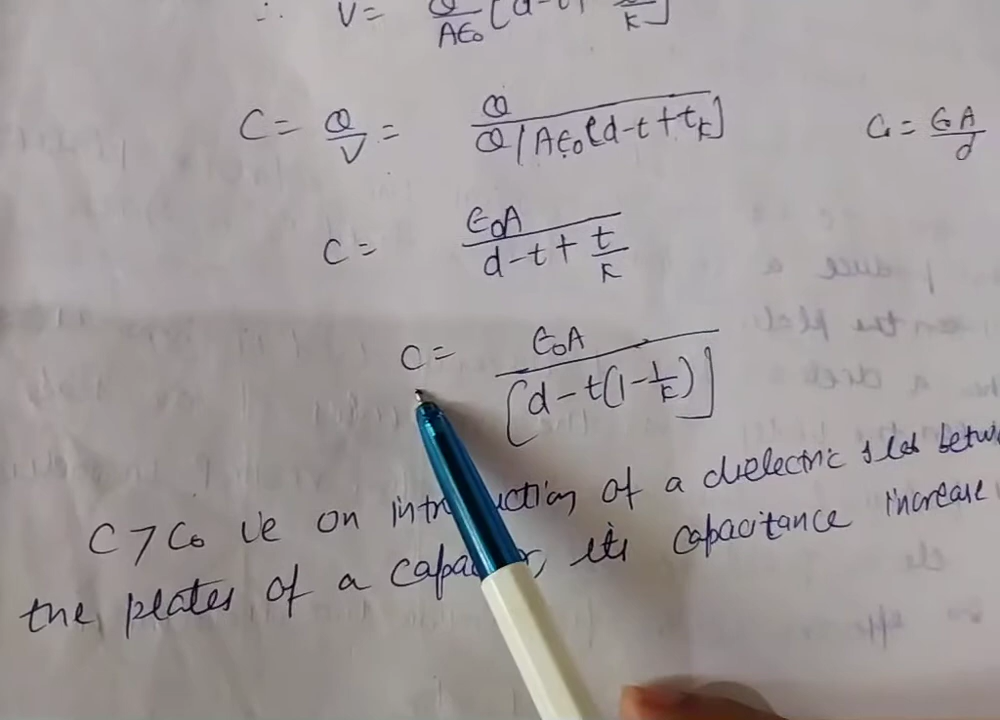 ∴ V = Q/Aε₀ [d-t+ t/k]
C = Q/V = Q / Q/Aε₀[d-t+t/k] C₀ = ε₀A/d
C = ε₀A / d-t+ t/k
C = ε₀A / [d-t(1-1/k)]
C > C₀ ie on introduction of a dielectric slab betw
the plates of a capacitor, its capacitance increase